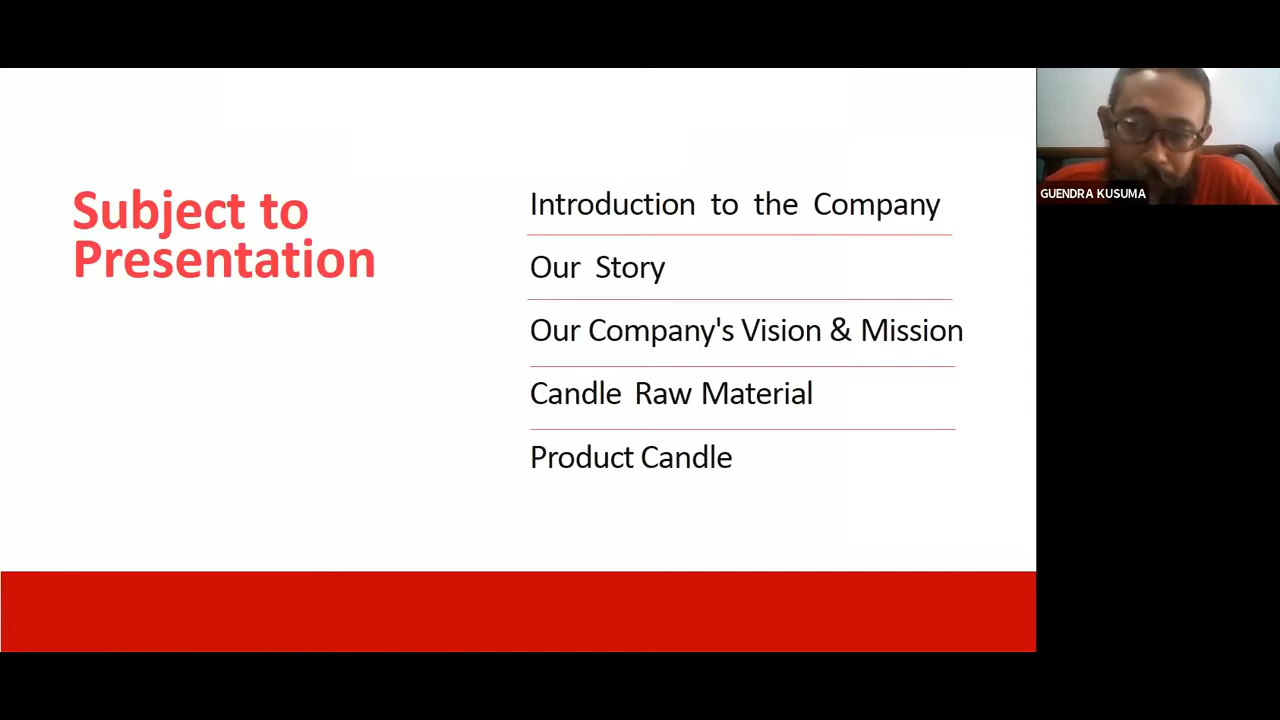 Subject to
Presentation
Introduction to the Company
Our Story
Our Company's Vision & Mission
Candle Raw Material
Product Candle
GUENDRA KUSUMA